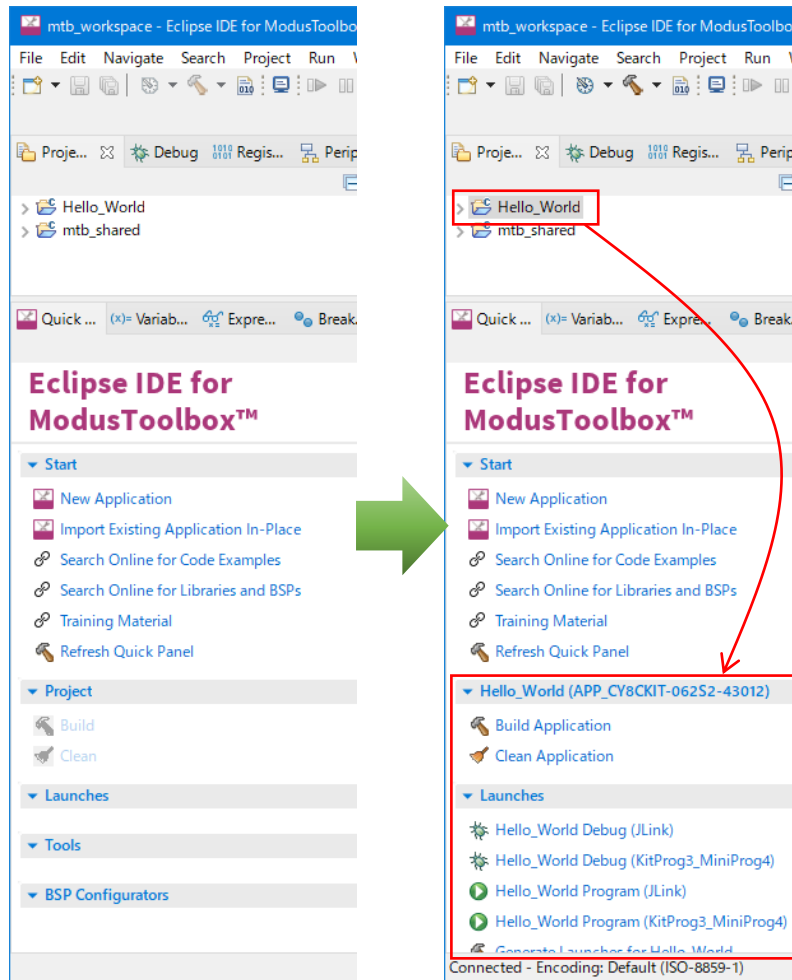 mtb_workspace - Eclipse IDE for ModusToolbo
File Edit Navigate Search Project Run
Proje... Debug Regis... Perip
Hello_World
mtb_shared
Quick ... (x)= Variab... Expre... Break.
Eclipse IDE for
ModusToolbox™
Start
New Application
Import Existing Application In-Place
Search Online for Code Examples
Search Online for Libraries and BSPs
Training Material
Refresh Quick Panel
Project
Build
Clean
Launches
Tools
BSP Configurators
mtb_workspace - Eclipse IDE for ModusToolbo
File Edit Navigate Search Project Run
Proje... Debug Regis... Perip
Hello_World
mtb_shared
Quick ... (x)= Variab... Expre... Break.
Eclipse IDE for
ModusToolbox™
Start
New Application
Import Existing Application In-Place
Search Online for Code Examples
Search Online for Libraries and BSPs
Training Material
Refresh Quick Panel
Hello_World (APP_CY8CKIT-062S2-43012)
Build Application
Clean Application
Launches
Hello_World Debug (JLink)
Hello_World Debug (KitProg3_MiniProg4)
Hello_World Program (JLink)
Hello_World Program (KitProg3_MiniProg4)
Generate Launches for Hello_World
Connected - Encoding: Default (ISO-8859-1)